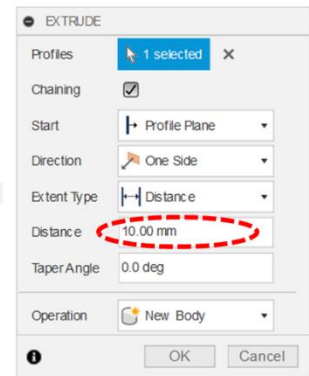 EXTRUDE
Profiles 1 selected
Chaining
Start Profile Plane
Direction One Side
Extent Type Distance
Distance 10.00 mm
Taper Angle 0.0 deg
Operation New Body
OK Cancel